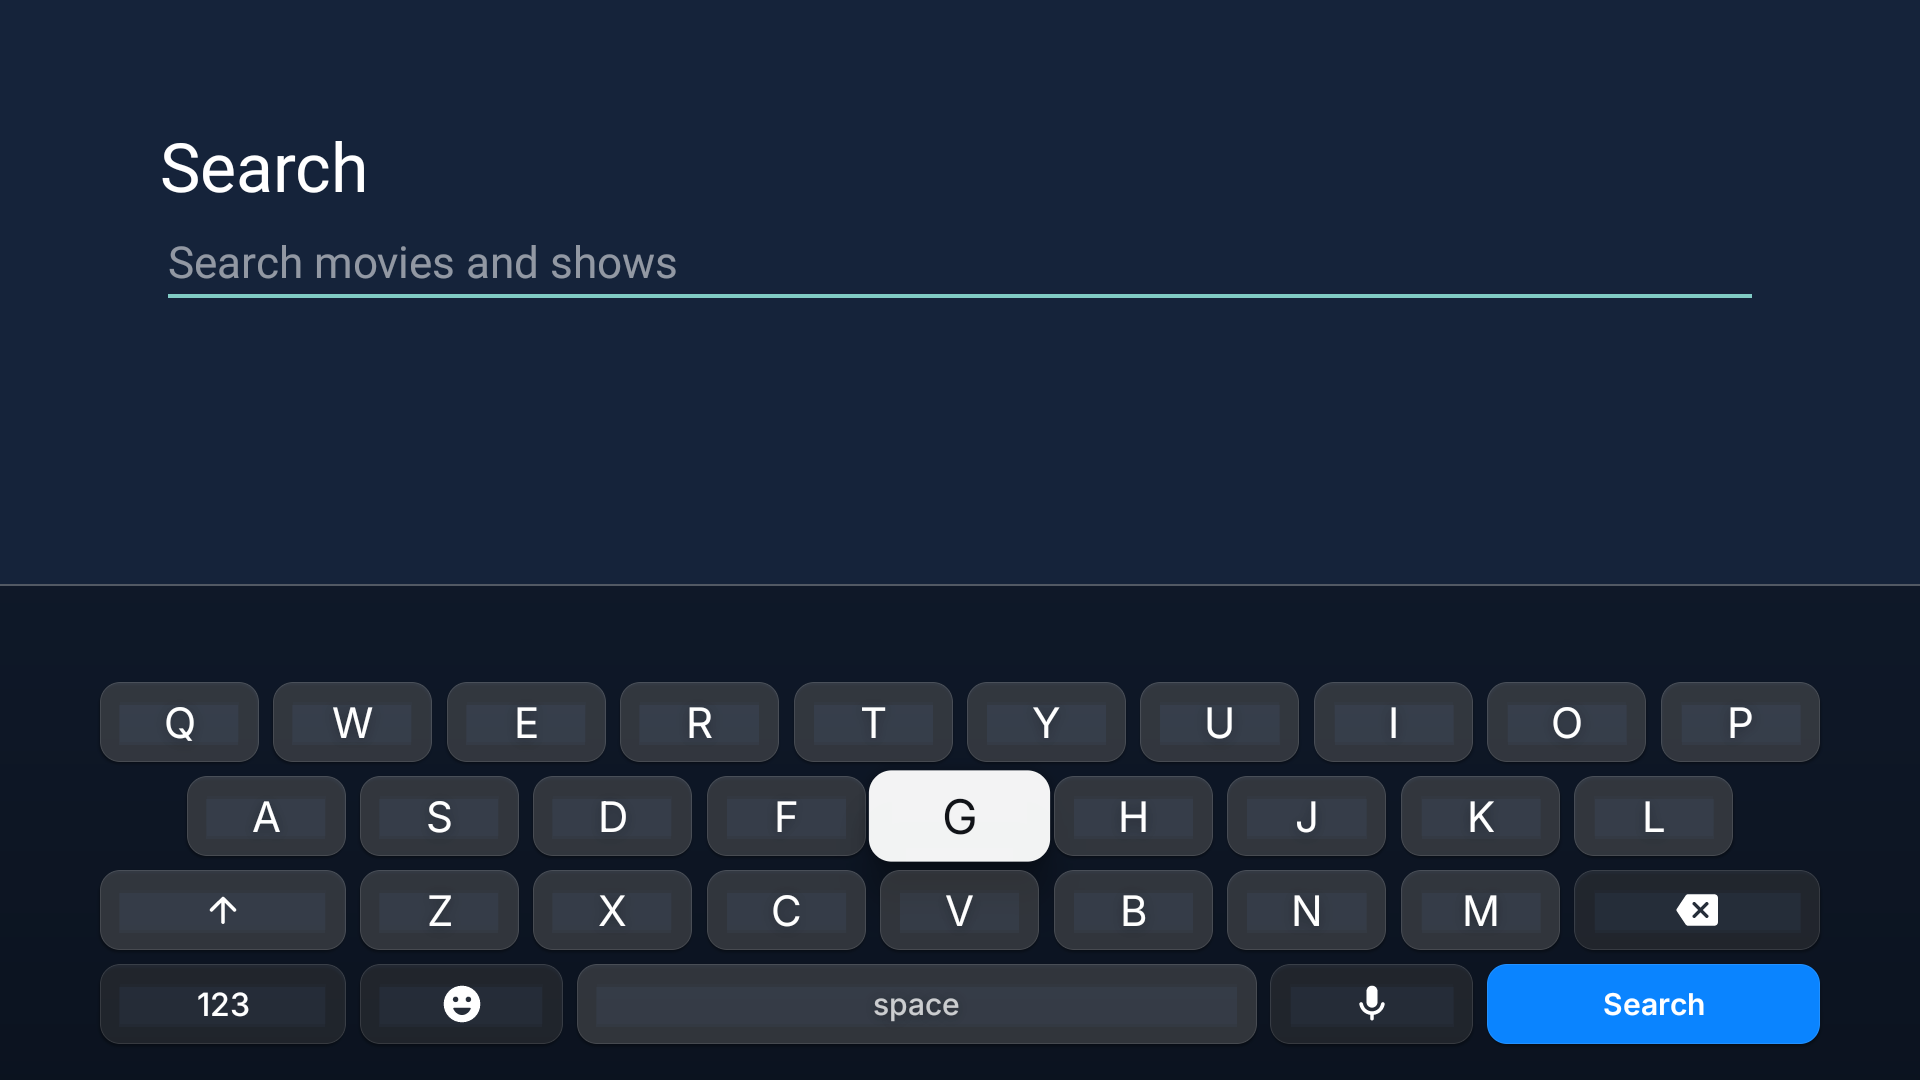 Search
Search movies and shows
Q W E R T Y U I O P
A S D F G H J K L
Z X C V B N M
123 space Search